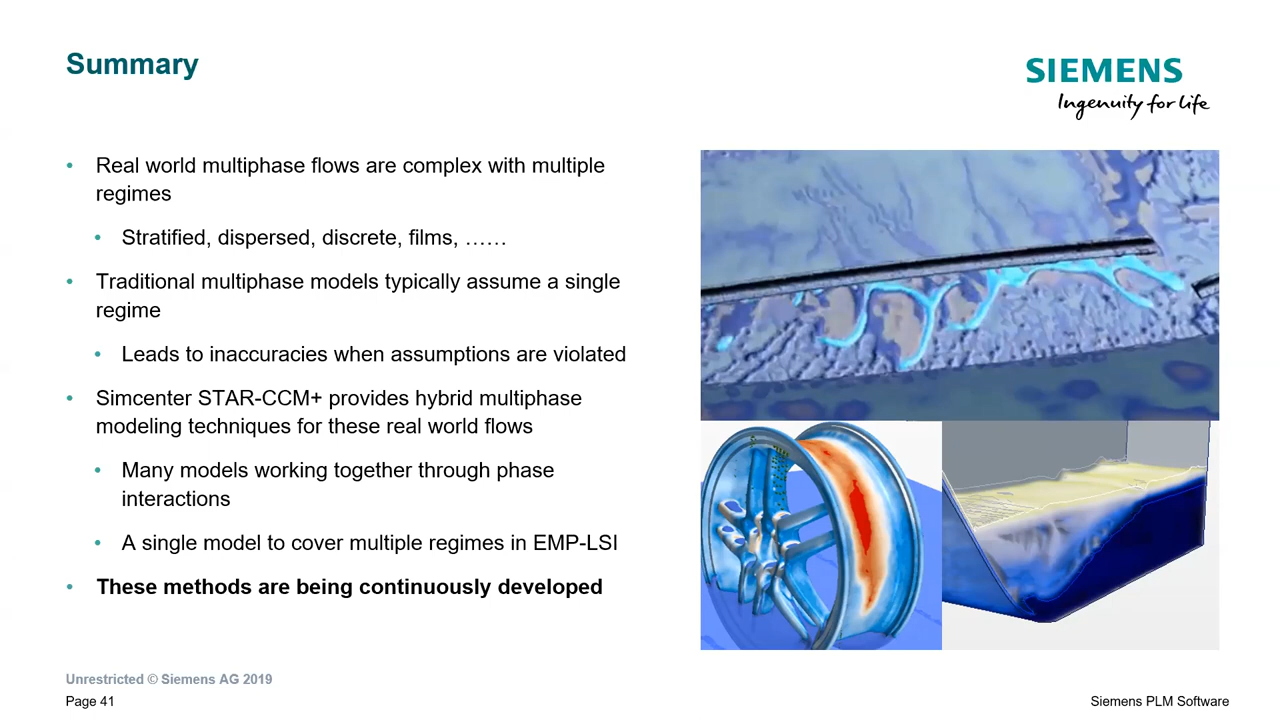 Summary
SIEMENS
Ingenuity for life
• Real world multiphase flows are complex with multiple
regimes
• Stratified, dispersed, discrete, films, ……
• Traditional multiphase models typically assume a single
regime
• Leads to inaccuracies when assumptions are violated
• Simcenter STAR-CCM+ provides hybrid multiphase
modeling techniques for these real world flows
• Many models working together through phase
interactions
• A single model to cover multiple regimes in EMP-LSI
• These methods are being continuously developed
Unrestricted © Siemens AG 2019
Page 41
Siemens PLM Software